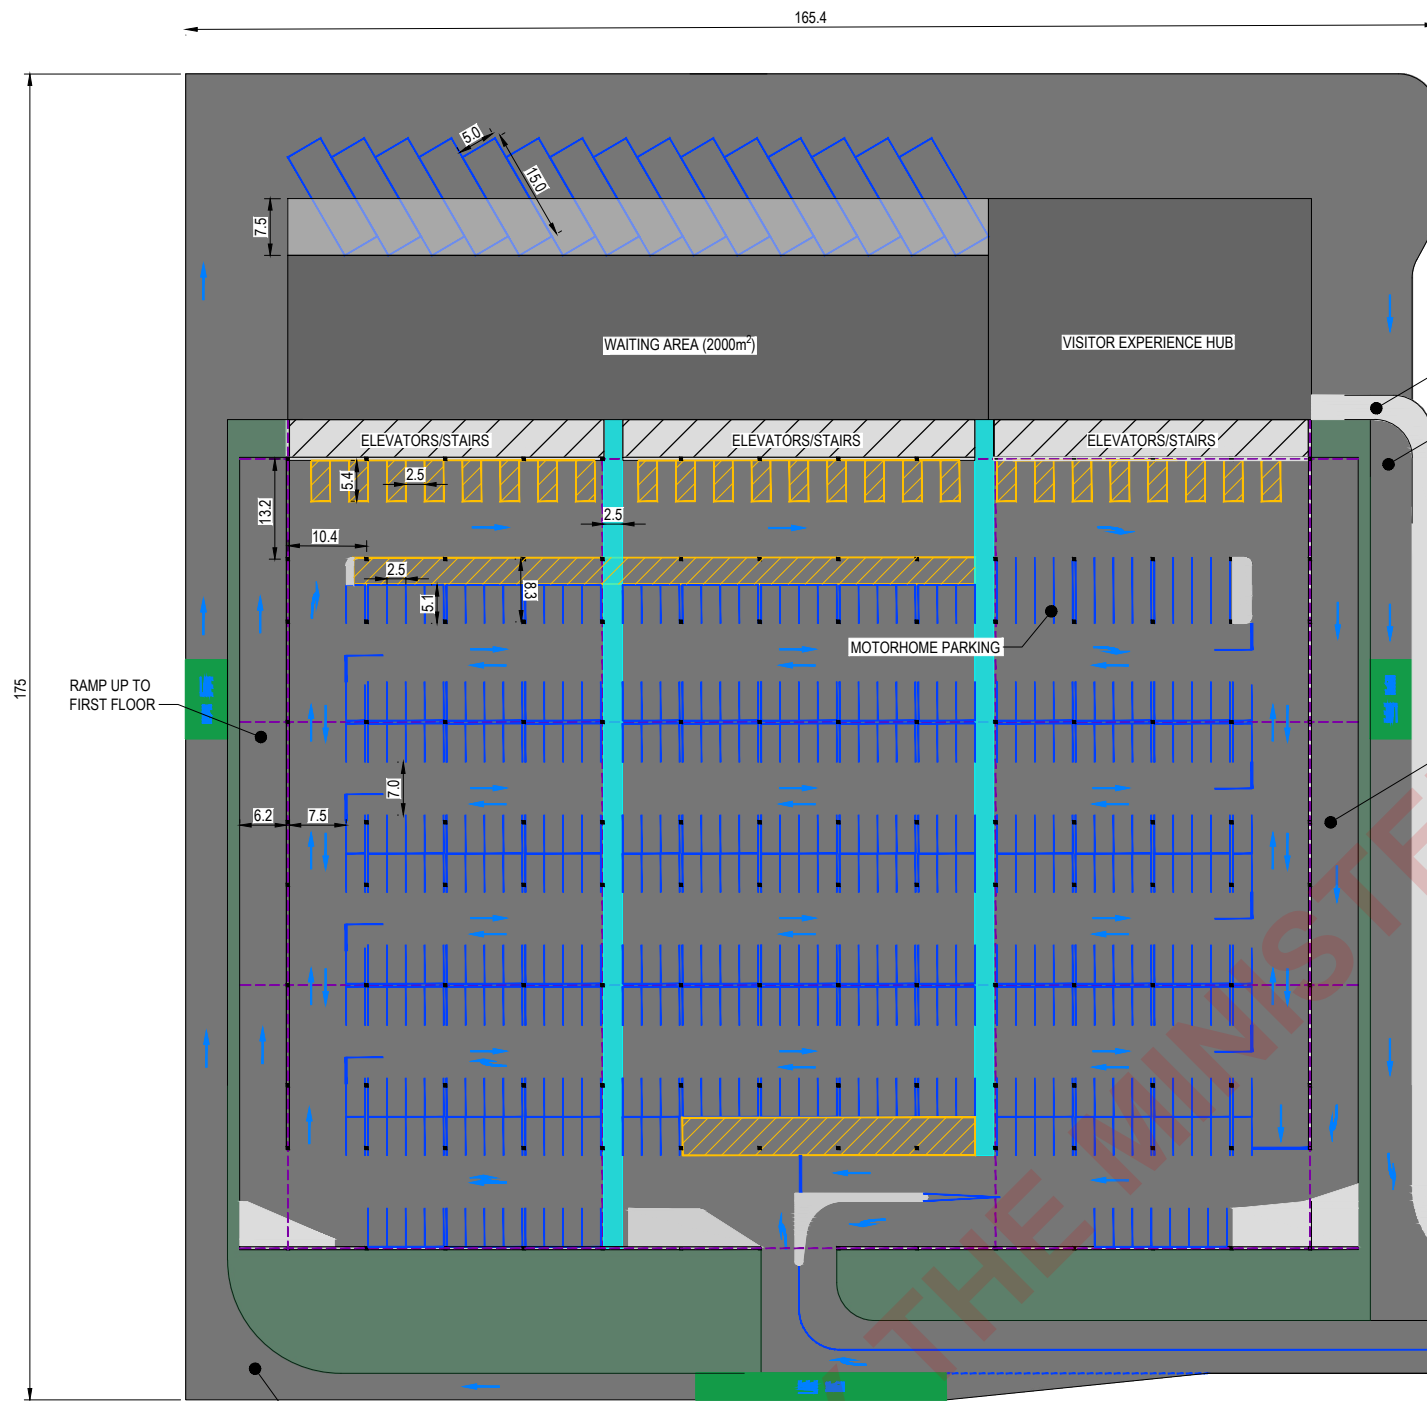 165.4
5.0
15.0
7.5
WAITING AREA (2000m²)
VISITOR EXPERIENCE HUB
ELEVATORS/STAIRS
ELEVATORS/STAIRS
ELEVATORS/STAIRS
13.2
5.4
2.5
2.5
10.4
2.5
5.1
8.3
MOTORHOME PARKING
175
RAMP UP TO
FIRST FLOOR
7.0
6.2
7.5
THE MINISTE